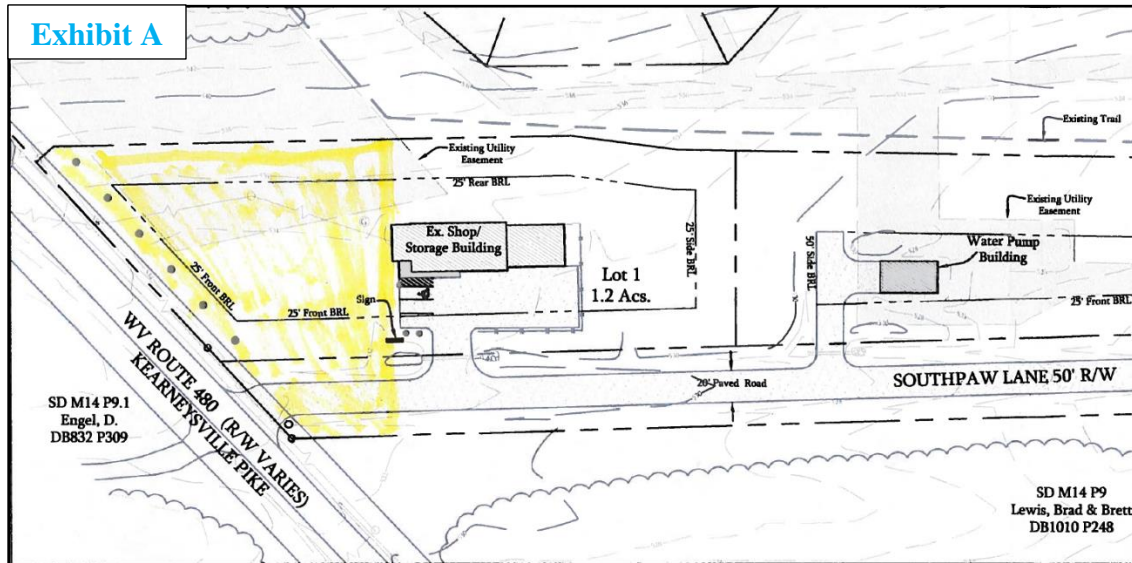 Exhibit A
Existing Trail
Existing Utility
Easement
25' Rear BRL
Existing Utility
Easement
Ex. Shop/
Storage Building
25' Side BRL
50' Side BRL
Water Pump
Building
Lot 1
1.2 Acs.
25' Front BRL
Sign
25' Front BRL
25' Front BRL
WV ROUTE 480 (R/W VARIES)
KEARNEYSVILLE PIKE
20' Paved Road
SOUTHPAW LANE 50' R/W
SD M14 P9.1
Engel, D.
DB832 P309
SD M14 P9
Lewis, Brad & Brett
DB1010 P248